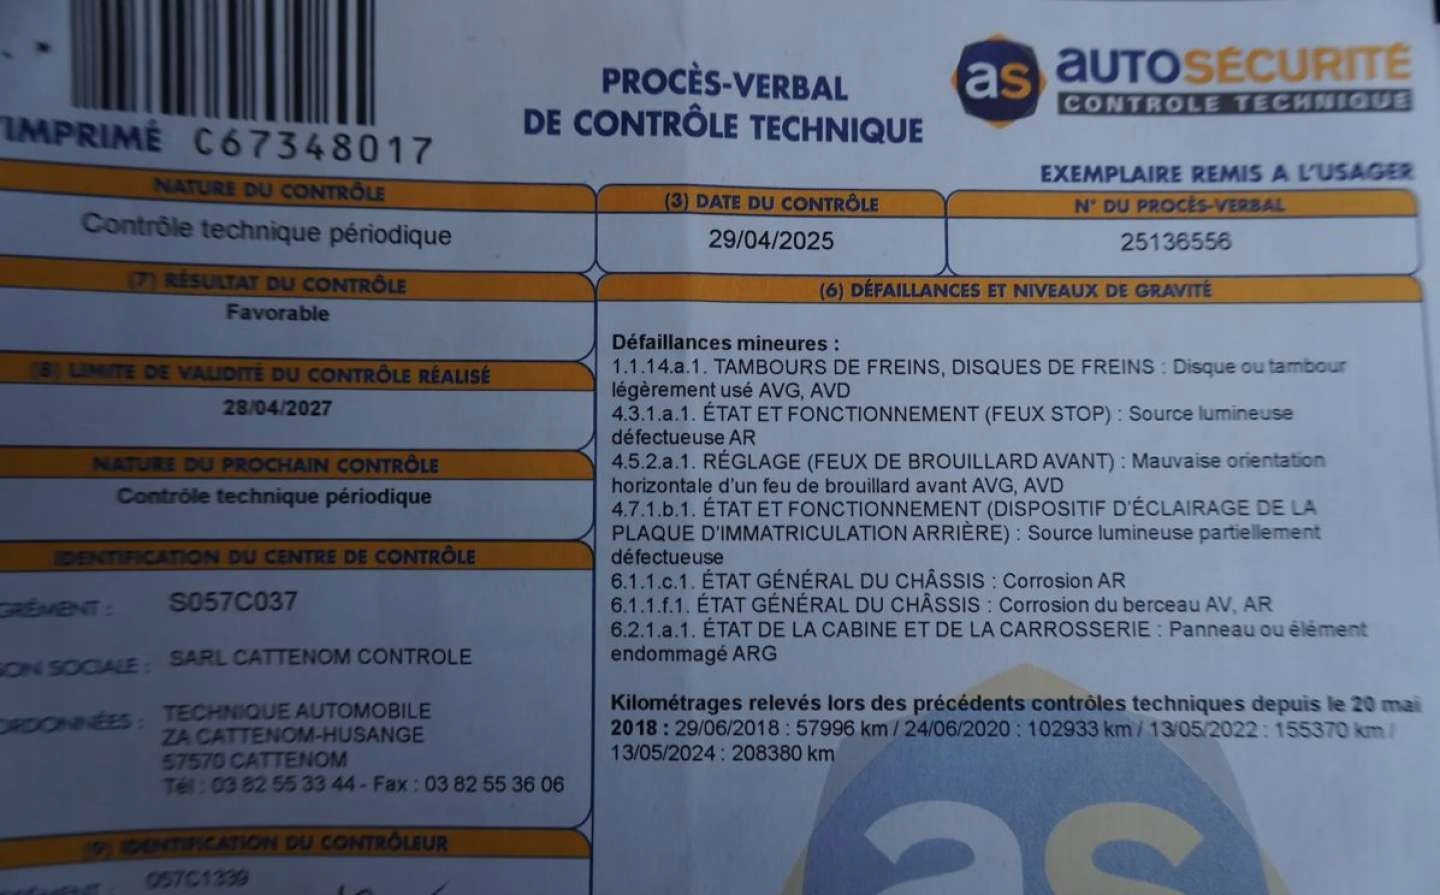 as AUTOSÉCURITÉ
CONTROLE TECHNIQUE
PROCÈS-VERBAL
DE CONTRÔLE TECHNIQUE
IMPRIMÉ C67348017
EXEMPLAIRE REMIS A L'USAGER
NATURE DU CONTRÔLE
Contrôle technique périodique
(3) DATE DU CONTRÔLE
29/04/2025
N° DU PROCÈS-VERBAL
25136556
(7) RÉSULTAT DU CONTRÔLE
Favorable
(8) LIMITE DE VALIDITÉ DU CONTRÔLE RÉALISÉ
28/04/2027
NATURE DU PROCHAIN CONTRÔLE
Contrôle technique périodique
IDENTIFICATION DU CENTRE DE CONTRÔLE
GRÉMENT : S057C037
SON SOCIALE : SARL CATTENOM CONTROLE
ORDONNÉES : TECHNIQUE AUTOMOBILE
ZA CATTENOM-HUSANGE
57570 CATTENOM
Tél : 03 82 55 33 44 - Fax : 03 82 55 36 06
(9) IDENTIFICATION DU CONTRÔLEUR
057C1339
(6) DÉFAILLANCES ET NIVEAUX DE GRAVITÉ
Défaillances mineures :
1.1.14.a.1. TAMBOURS DE FREINS, DISQUES DE FREINS : Disque ou tambour
légèrement usé AVG, AVD
4.3.1.a.1. ÉTAT ET FONCTIONNEMENT (FEUX STOP) : Source lumineuse
défectueuse AR
4.5.2.a.1. RÉGLAGE (FEUX DE BROUILLARD AVANT) : Mauvaise orientation
horizontale d'un feu de brouillard avant AVG, AVD
4.7.1.b.1. ÉTAT ET FONCTIONNEMENT (DISPOSITIF D'ÉCLAIRAGE DE LA
PLAQUE D'IMMATRICULATION ARRIÈRE) : Source lumineuse partiellement
défectueuse
6.1.1.c.1. ÉTAT GÉNÉRAL DU CHÂSSIS : Corrosion AR
6.1.1.f.1. ÉTAT GÉNÉRAL DU CHÂSSIS : Corrosion du berceau AV, AR
6.2.1.a.1. ÉTAT DE LA CABINE ET DE LA CARROSSERIE : Panneau ou élément
endommagé ARG
Kilométrages relevés lors des précédents contrôles techniques depuis le 20 mai
2018 : 29/06/2018 : 57996 km / 24/06/2020 : 102933 km / 13/05/2022 : 155370 km /
13/05/2024 : 208380 km
as